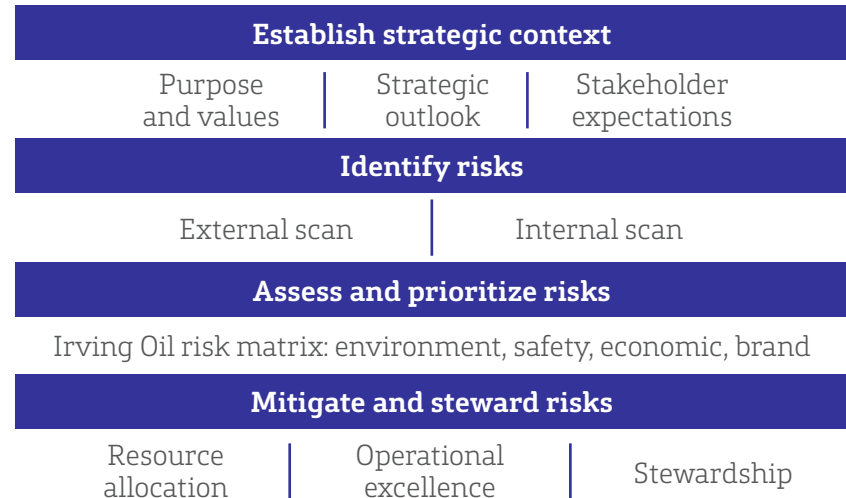 Establish strategic context
Purpose and values
Strategic outlook
Stakeholder expectations
Identify risks
External scan
Internal scan
Assess and prioritize risks
Irving Oil risk matrix: environment, safety, economic, brand
Mitigate and steward risks
Resource allocation
Operational excellence
Stewardship